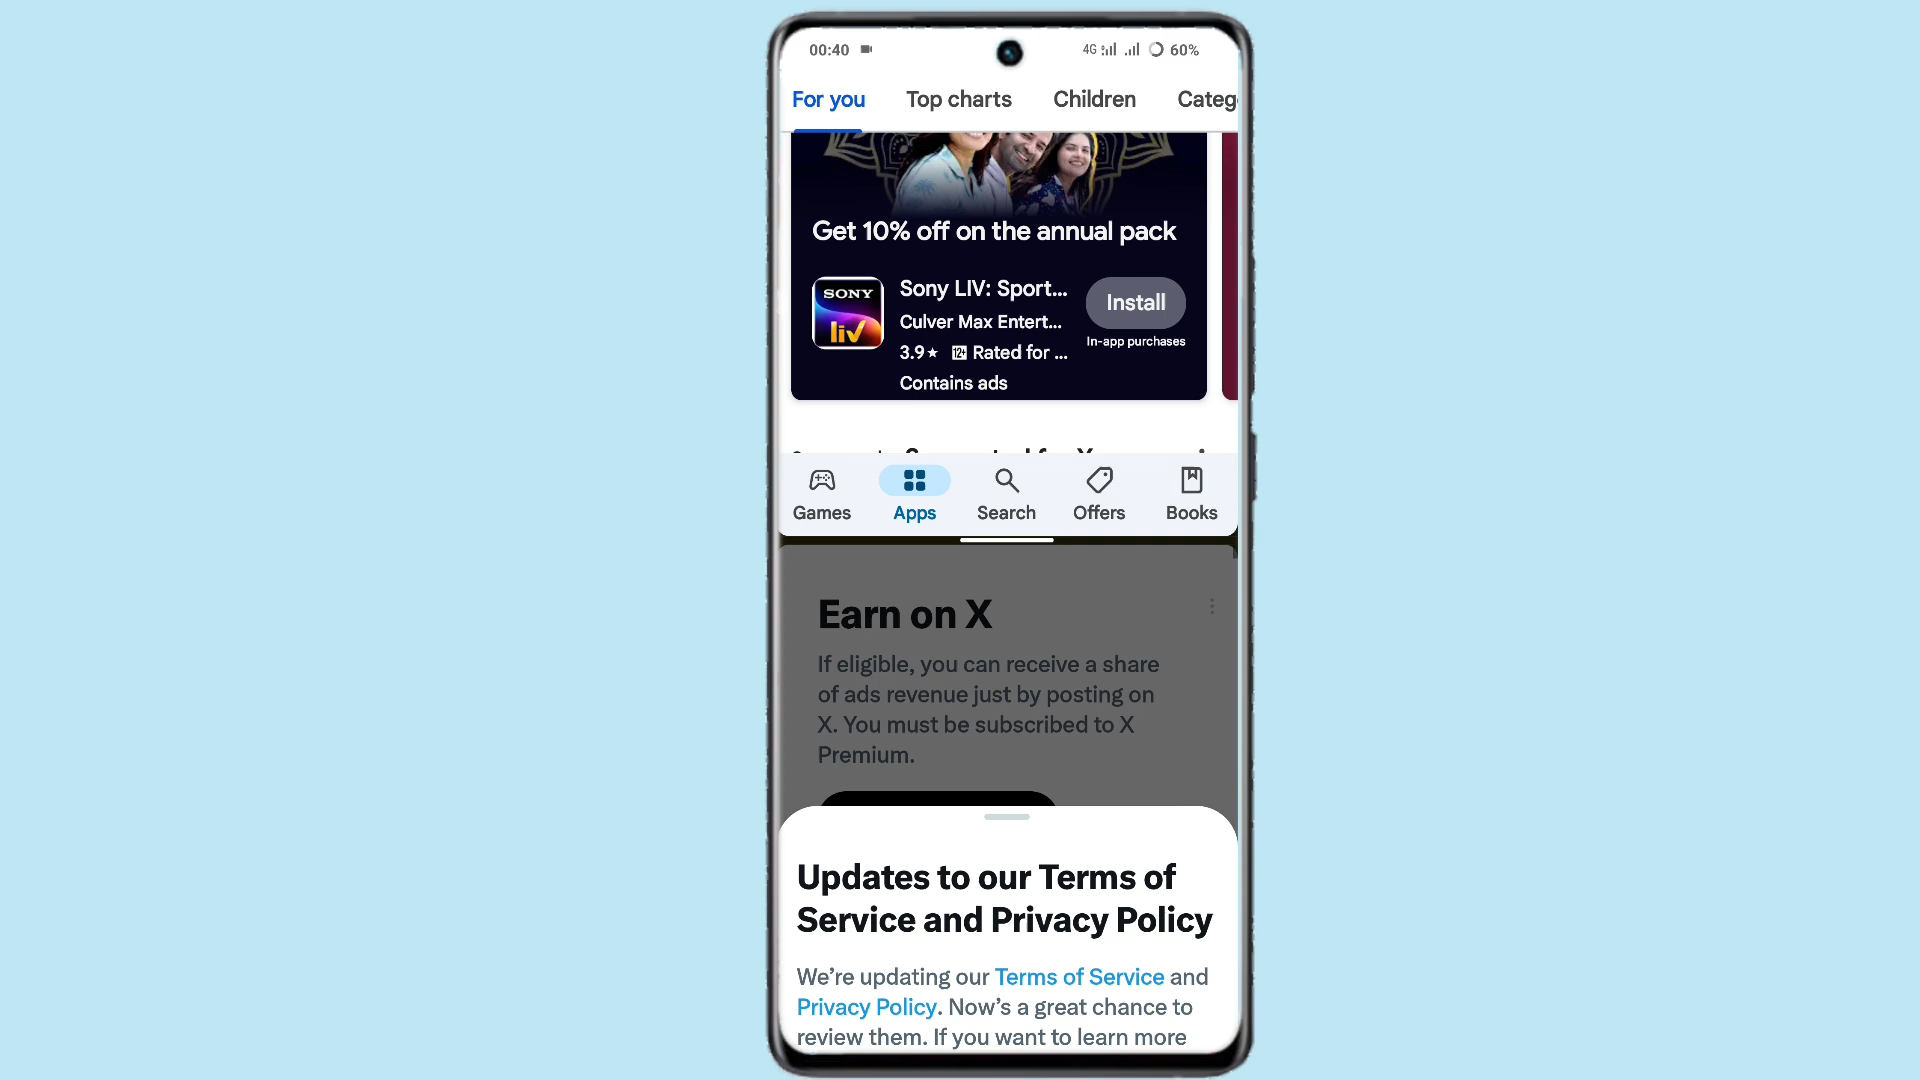 00:40 4G 60%
For you Top charts Children Categ
Get 10% off on the annual pack
SONY
liv
Sony LIV: Sport...
Culver Max Entert...
3.9★ 12+ Rated for ...
Contains ads
Install
In-app purchases
Games Apps Search Offers Books
Earn on X
If eligible, you can receive a share
of ads revenue just by posting on
X. You must be subscribed to X
Premium.
Updates to our Terms of
Service and Privacy Policy
We’re updating our Terms of Service and
Privacy Policy. Now’s a great chance to
review them. If you want to learn more